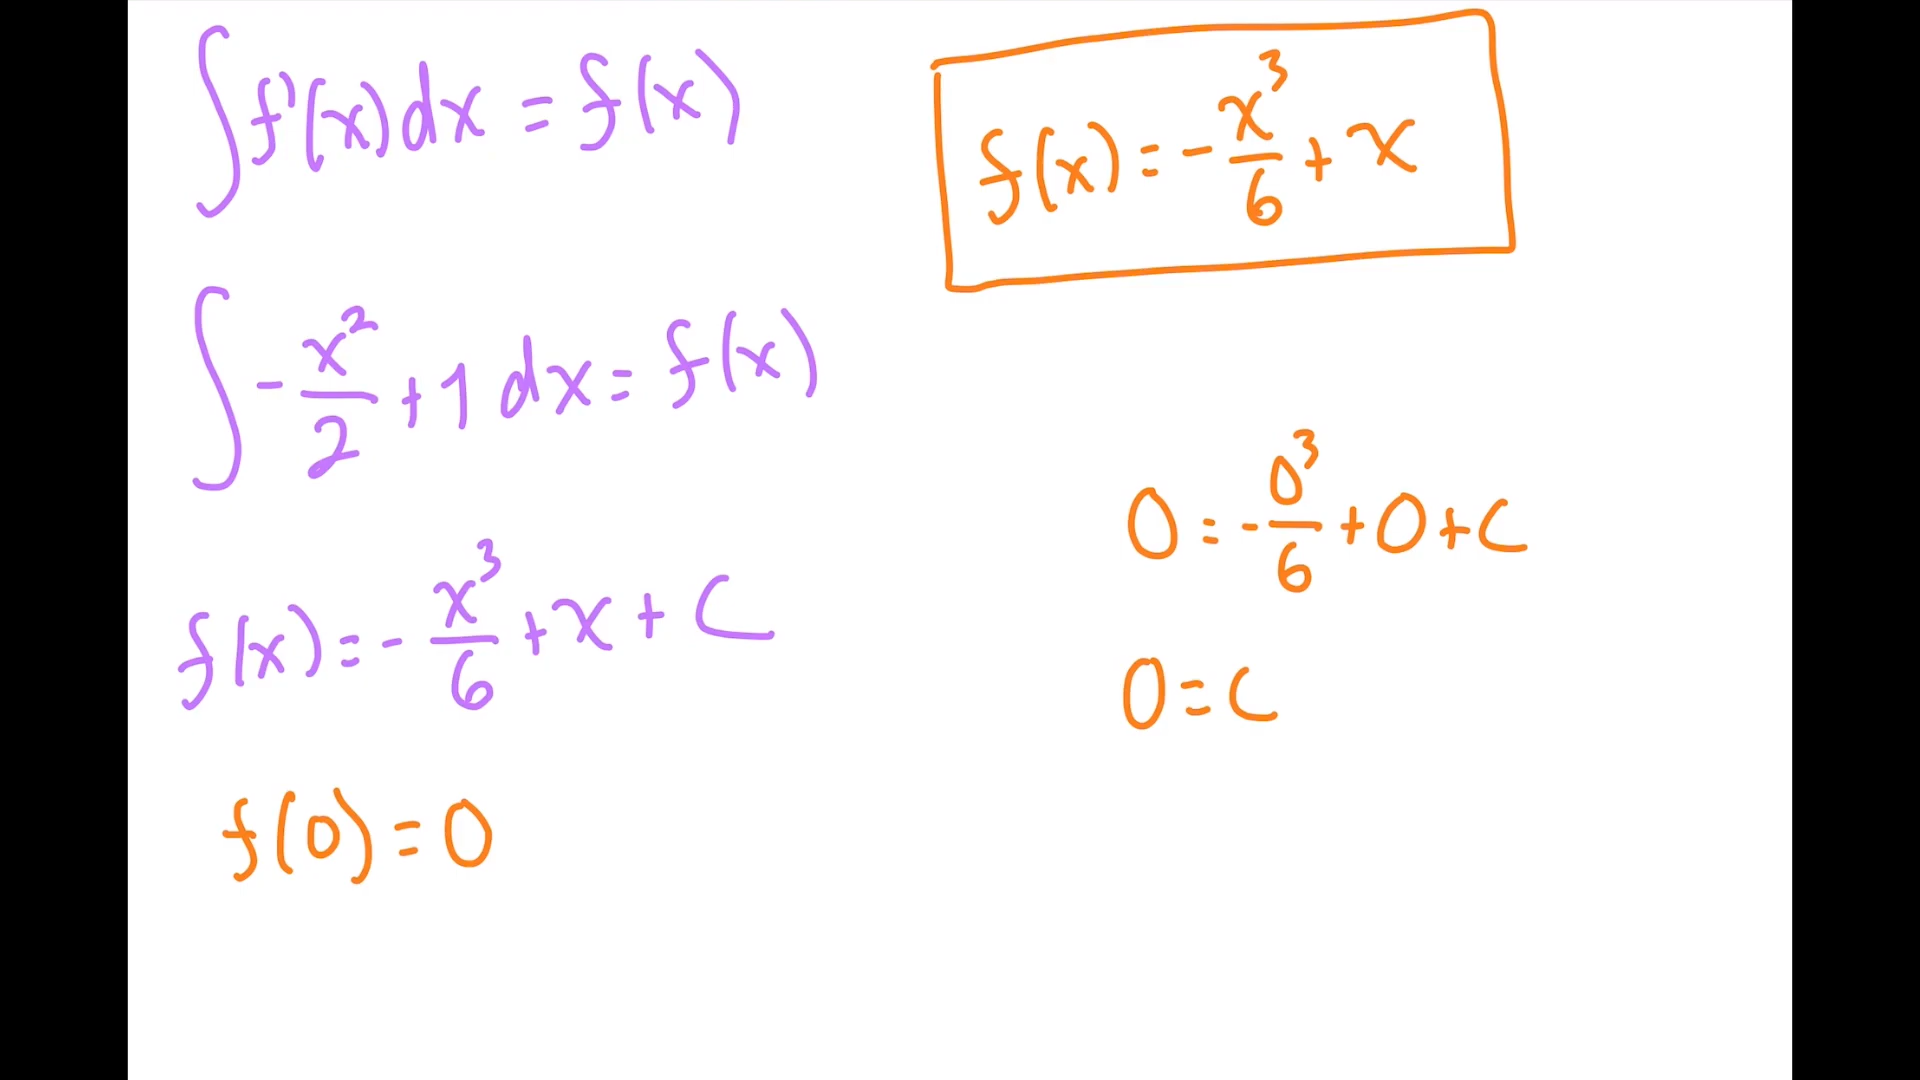 ∫f'(x)dx = f(x)
∫-x²/2 + 1 dx = f(x)
f(x) = -x³/6 + x + C
f(0) = 0
f(x) = -x³/6 + x
0 = -0³/6 + 0 + C
0 = C